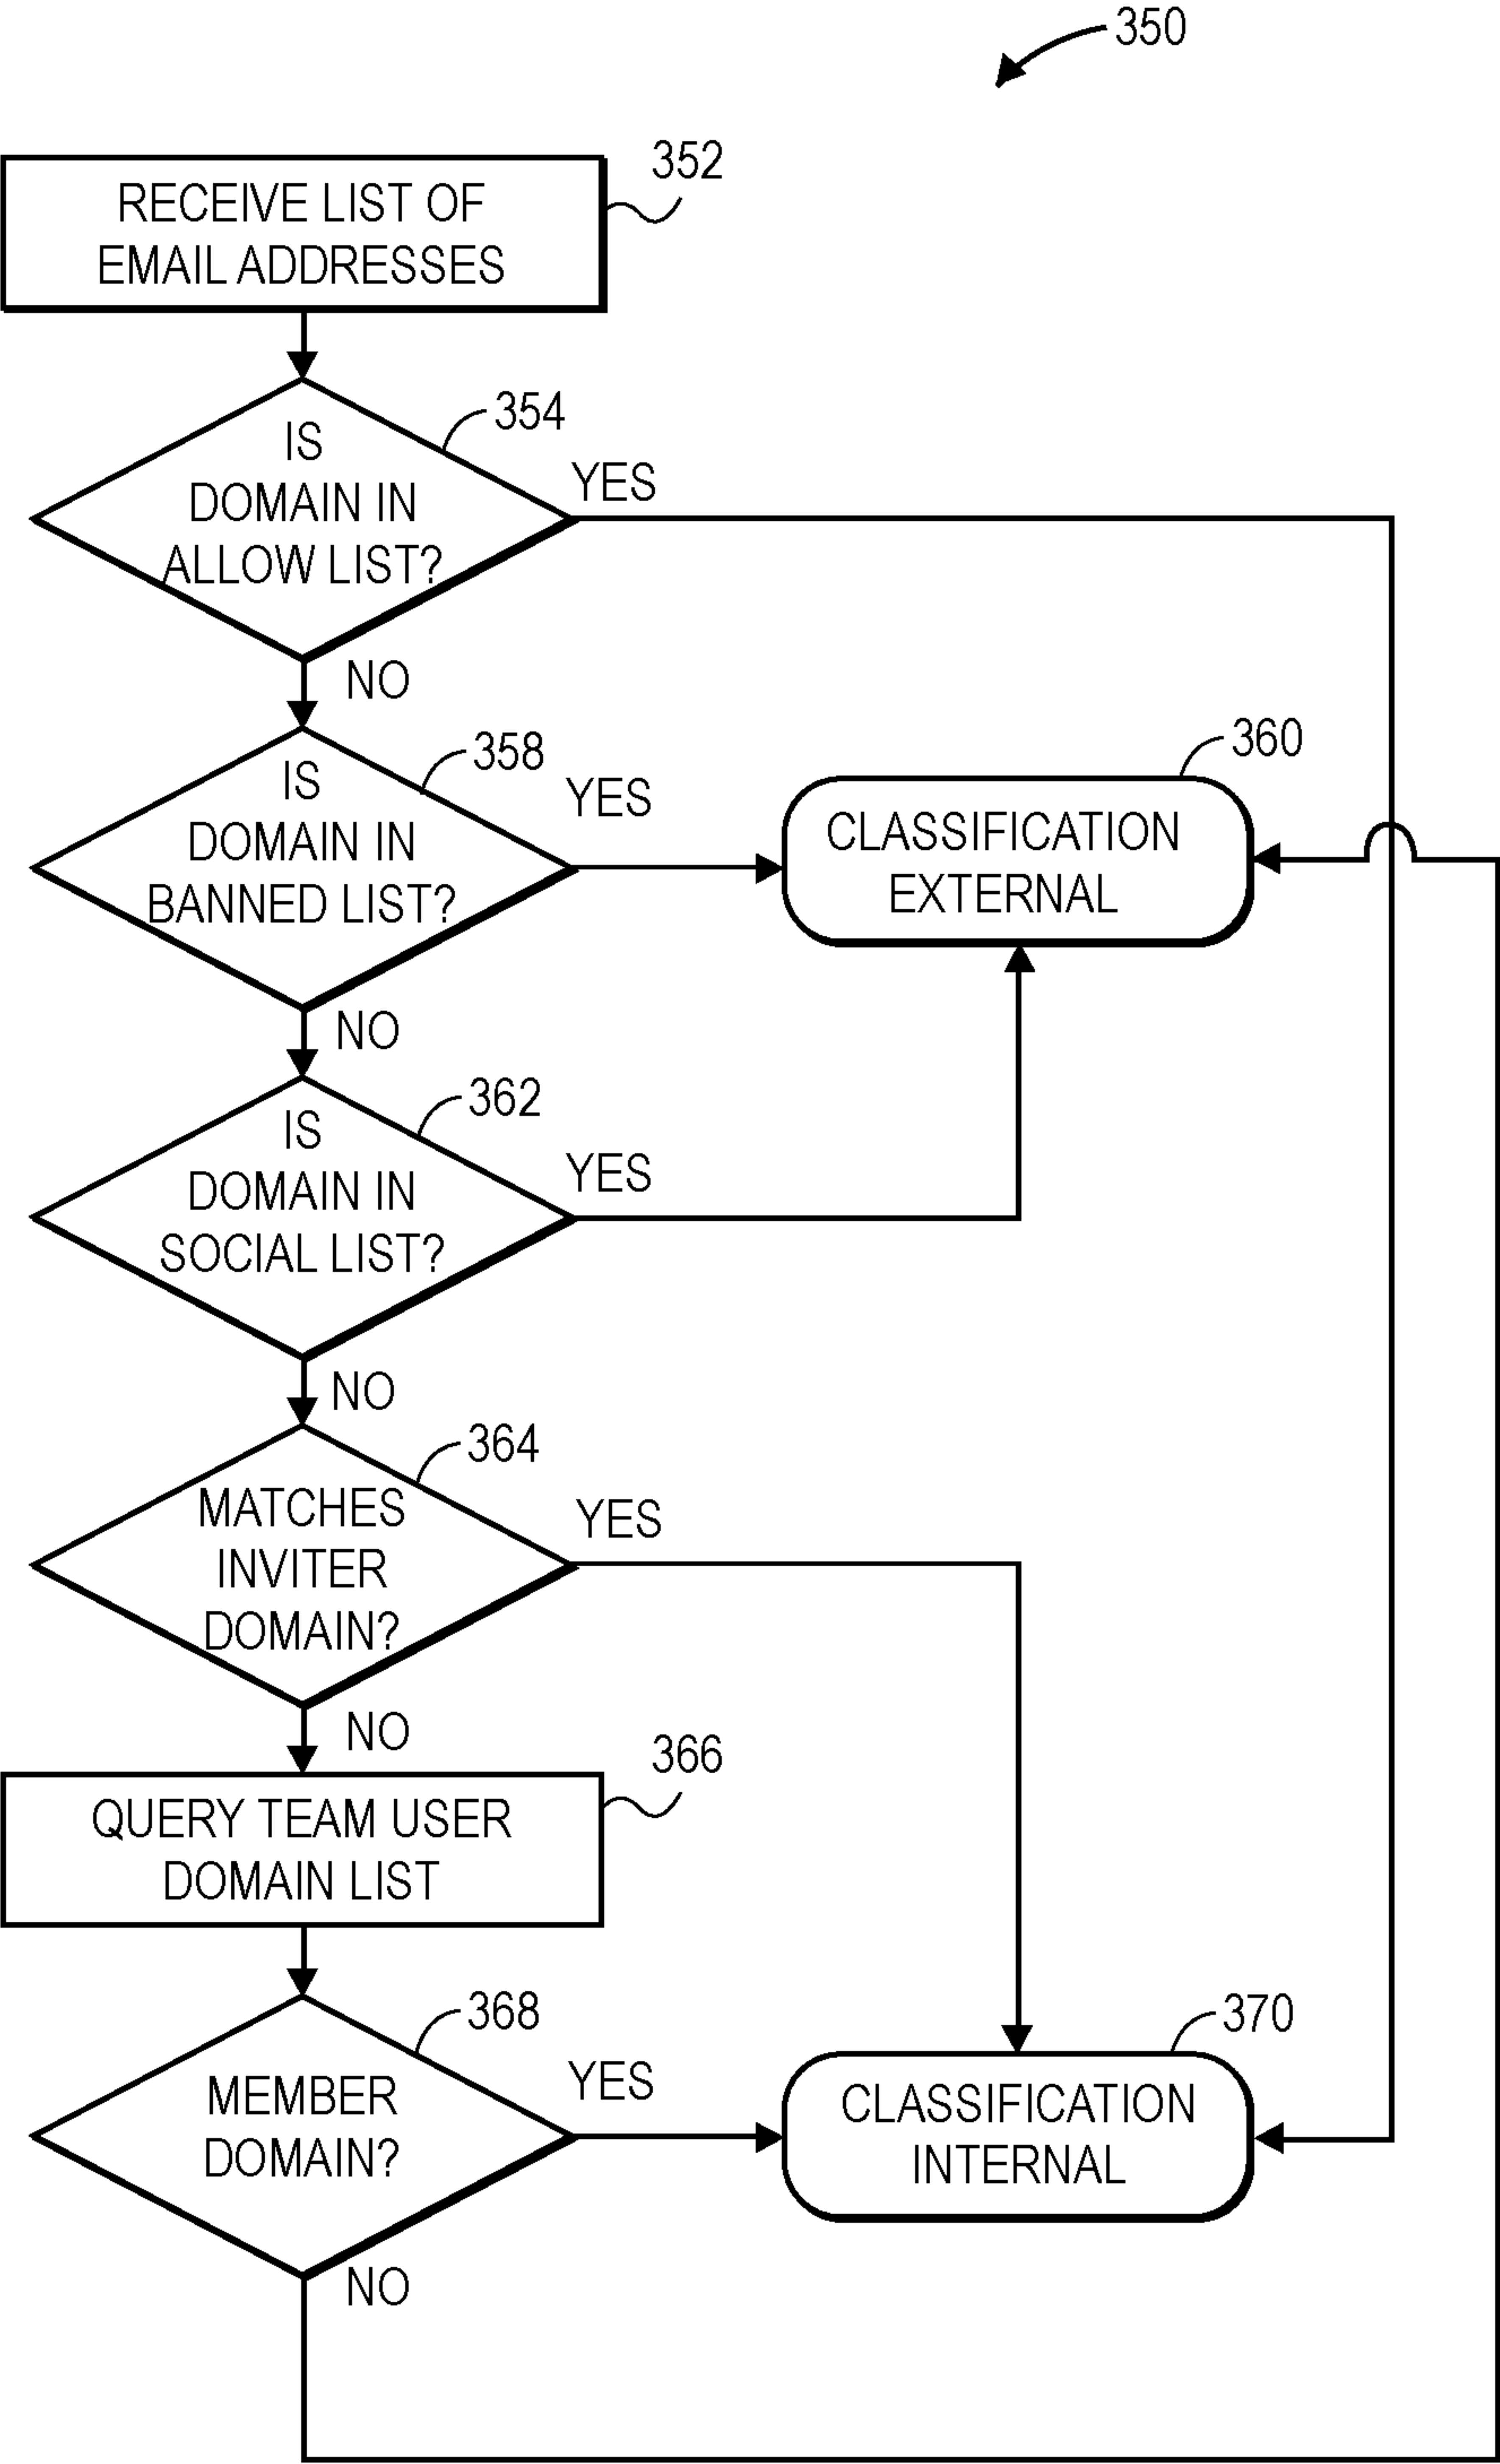 350
352
RECEIVE LIST OF
EMAIL ADDRESSES
354
IS
DOMAIN IN
ALLOW LIST?
YES
NO
358
IS
DOMAIN IN
BANNED LIST?
YES
360
CLASSIFICATION
EXTERNAL
NO
362
IS
DOMAIN IN
SOCIAL LIST?
YES
NO
364
MATCHES
INVITER
DOMAIN?
YES
NO
366
QUERY TEAM USER
DOMAIN LIST
368
MEMBER
DOMAIN?
YES
370
CLASSIFICATION
INTERNAL
NO